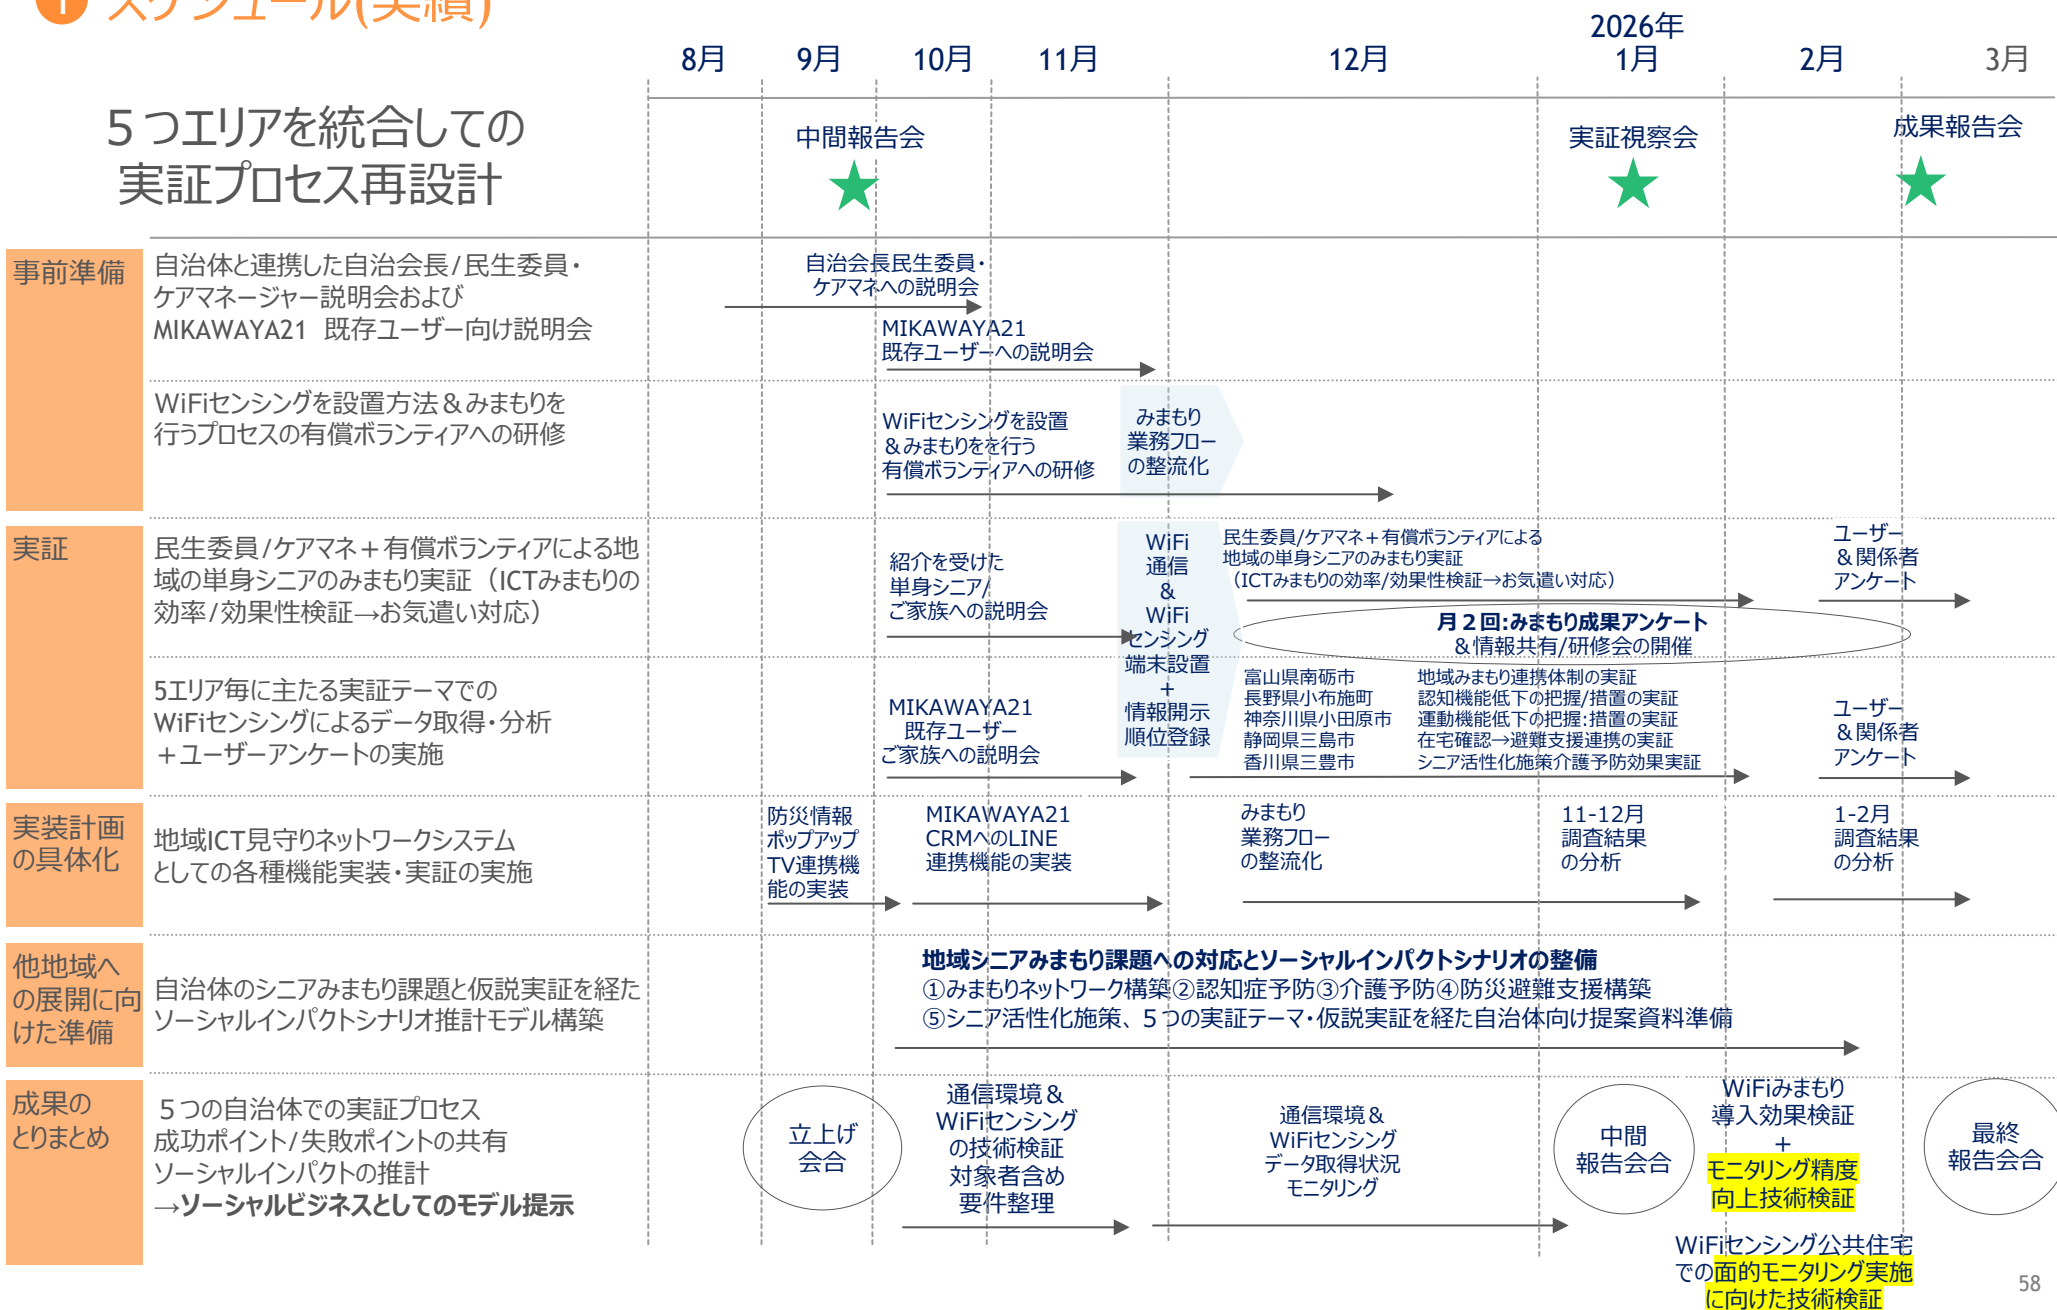 1 スケジュール(実績)
2026年
8月 9月 10月 11月 12月 1月 2月 3月
５つエリアを統合しての
実証プロセス再設計
中間報告会
実証視察会
成果報告会
事前準備
自治体と連携した自治会長/民生委員・
ケアマネージャー説明会および
MIKAWAYA21 既存ユーザー向け説明会
自治会長民生委員・
ケアマネへの説明会
MIKAWAYA21
既存ユーザーへの説明会
WiFiセンシングを設置方法＆みまもりを
行うプロセスの有償ボランティアへの研修
WiFiセンシングを設置
＆みまもりをを行う
有償ボランティアへの研修
みまもり
業務フロー
の整流化
実証
民生委員/ケアマネ＋有償ボランティアによる地
域の単身シニアのみまもり実証（ICTみまもりの
効率/効果性検証→お気遣い対応）
紹介を受けた
単身シニア/
ご家族への説明会
WiFi
通信
&
WiFi
センシング
端末設置
+
情報開示
順位登録
民生委員/ケアマネ＋有償ボランティアによる
地域の単身シニアのみまもり実証
（ICTみまもりの効率/効果性検証→お気遣い対応）
ユーザー
＆関係者
アンケート
月２回:みまもり成果アンケート
＆情報共有/研修会の開催
5エリア毎に主たる実証テーマでの
WiFiセンシングによるデータ取得・分析
＋ユーザーアンケートの実施
MIKAWAYA21
既存ユーザー
ご家族への説明会
富山県南砺市 地域みまもり連携体制の実証
長野県小布施町 認知機能低下の把握/措置の実証
神奈川県小田原市 運動機能低下の把握:措置の実証
静岡県三島市 在宅確認→避難支援連携の実証
香川県三豊市 シニア活性化施策介護予防効果実証
ユーザー
＆関係者
アンケート
実装計画
の具体化
地域ICT見守りネットワークシステム
としての各種機能実装・実証の実施
防災情報
ポップアップ
TV連携機
能の実装
MIKAWAYA21
CRMへのLINE
連携機能の実装
みまもり
業務フロー
の整流化
11-12月
調査結果
の分析
1-2月
調査結果
の分析
他地域へ
の展開に向
けた準備
自治体のシニアみまもり課題と仮説実証を経た
ソーシャルインパクトシナリオ推計モデル構築
地域シニアみまもり課題への対応とソーシャルインパクトシナリオの整備
①みまもりネットワーク構築②認知症予防③介護予防④防災避難支援構築
⑤シニア活性化施策、５つの実証テーマ・仮説実証を経た自治体向け提案資料準備
成果の
とりまとめ
５つの自治体での実証プロセス
成功ポイント/失敗ポイントの共有
ソーシャルインパクトの推計
→ソーシャルビジネスとしてのモデル提示
立上げ
会合
通信環境＆
WiFiセンシング
の技術検証
対象者含め
要件整理
通信環境＆
WiFiセンシング
データ取得状況
モニタリング
中間
報告会合
WiFiみまもり
導入効果検証
+
モニタリング精度
向上技術検証
最終
報告会合
WiFiセンシング公共住宅
での面的モニタリング実施
に向けた技術検証
58